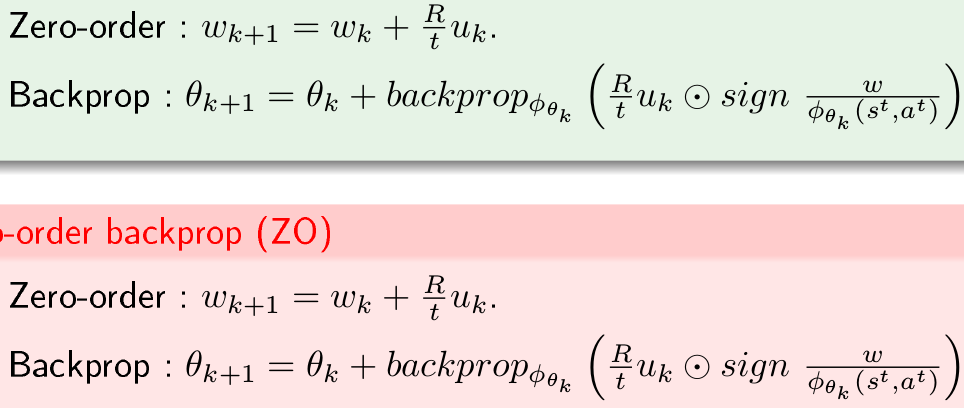 Zero-order : $w_{k+1} = w_k + \frac{R}{t} u_k$.
Backprop : $\theta_{k+1} = \theta_k + backprop_{\phi_{\theta_k}} \left( \frac{R}{t} u_k \odot sign \ \frac{w}{\phi_{\theta_k}(s^t, a^t)} \right)$
o-order backprop (ZO)
Zero-order : $w_{k+1} = w_k + \frac{R}{t} u_k$.
Backprop : $\theta_{k+1} = \theta_k + backprop_{\phi_{\theta_k}} \left( \frac{R}{t} u_k \odot sign \ \frac{w}{\phi_{\theta_k}(s^t, a^t)} \right)$